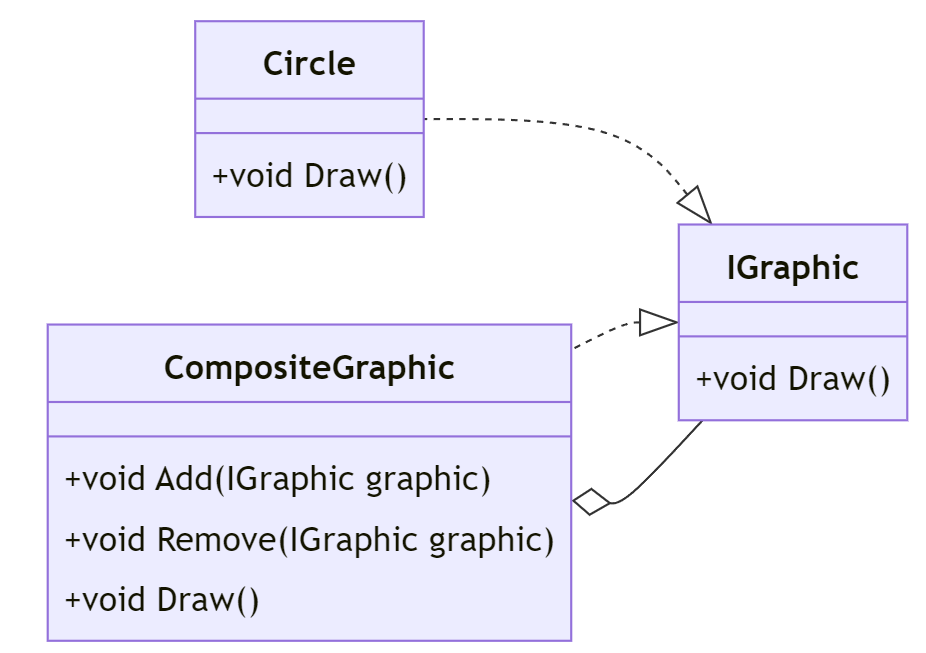 Circle
+void Draw()
IGraphic
+void Draw()
CompositeGraphic
+void Add(IGraphic graphic)
+void Remove(IGraphic graphic)
+void Draw()